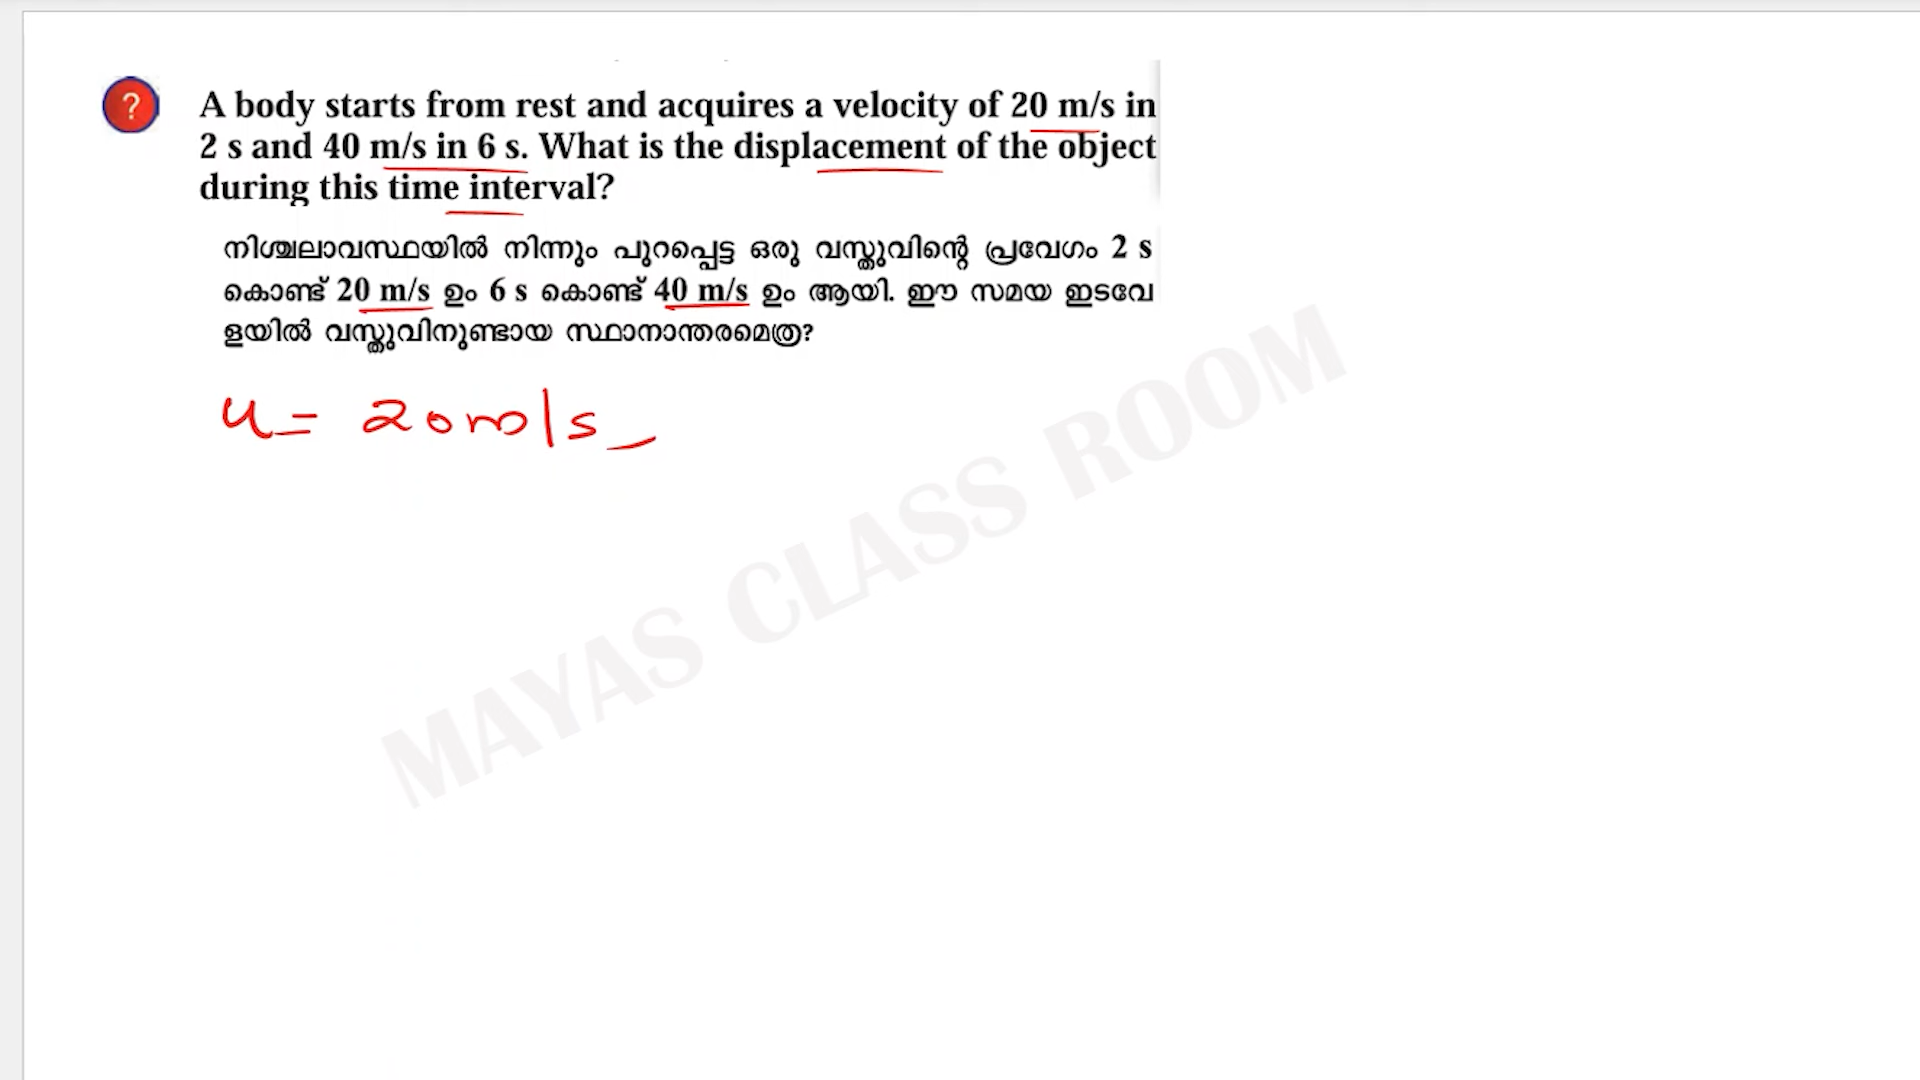 ?
A body starts from rest and acquires a velocity of 20 m/s in
2 s and 40 m/s in 6 s. What is the displacement of the object
during this time interval?
നിശ്ചലാവസ്ഥയിൽ നിന്നും പുറപ്പെട്ട ഒരു വസ്തുവിന്റെ പ്രവേഗം 2 s
കൊണ്ട് 20 m/s ഉം 6 s കൊണ്ട് 40 m/s ഉം ആയി. ഈ സമയ ഇടവേ
ളയിൽ വസ്തുവിനുണ്ടായ സ്ഥാനാന്തരമെത്ര?
u = 20m/s
MAYAS CLASS ROOM